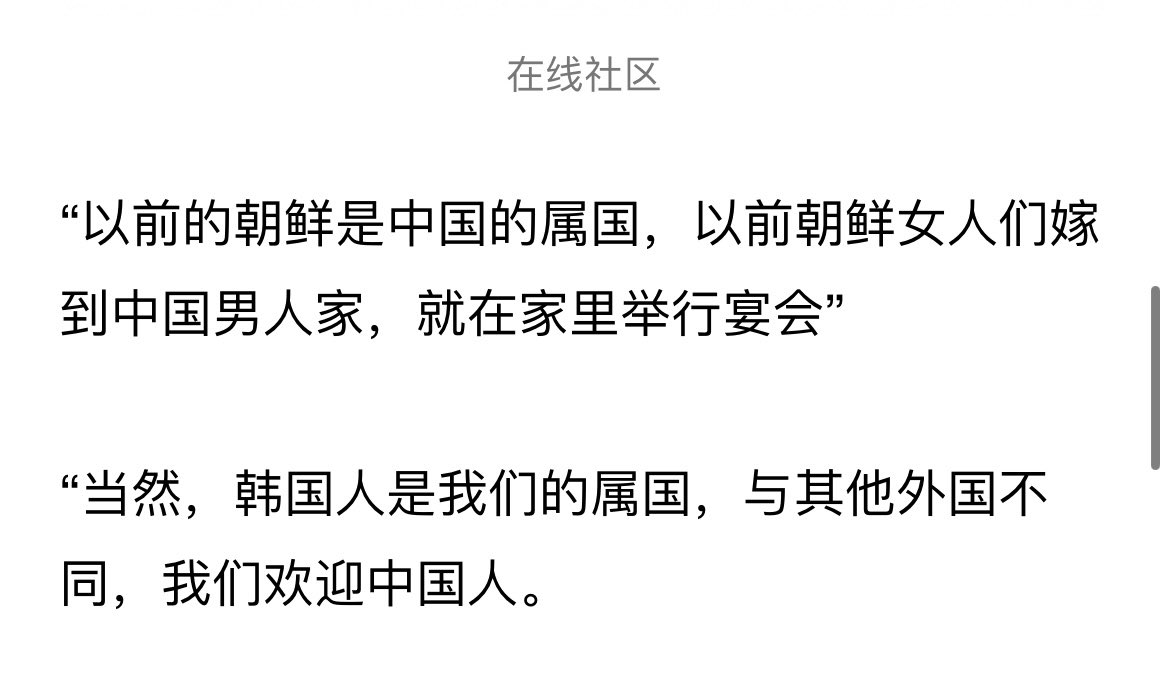 在线社区
“以前的朝鲜是中国的属国，以前朝鲜女人们嫁
到中国男人家，就在家里举行宴会”
“当然，韩国人是我们的属国，与其他外国不
同，我们欢迎中国人。